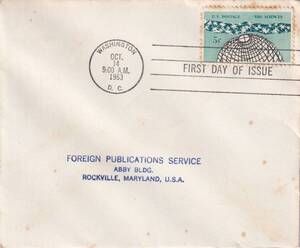 U.S. POSTAGE THE SCIENCES
5¢
WASHINGTON
OCT.
14
9:00 A.M.
1963
D. C.
FIRST DAY OF ISSUE
FOREIGN PUBLICATIONS SERVICE
ABBY BLDG.
ROCKVILLE, MARYLAND, U.S.A.